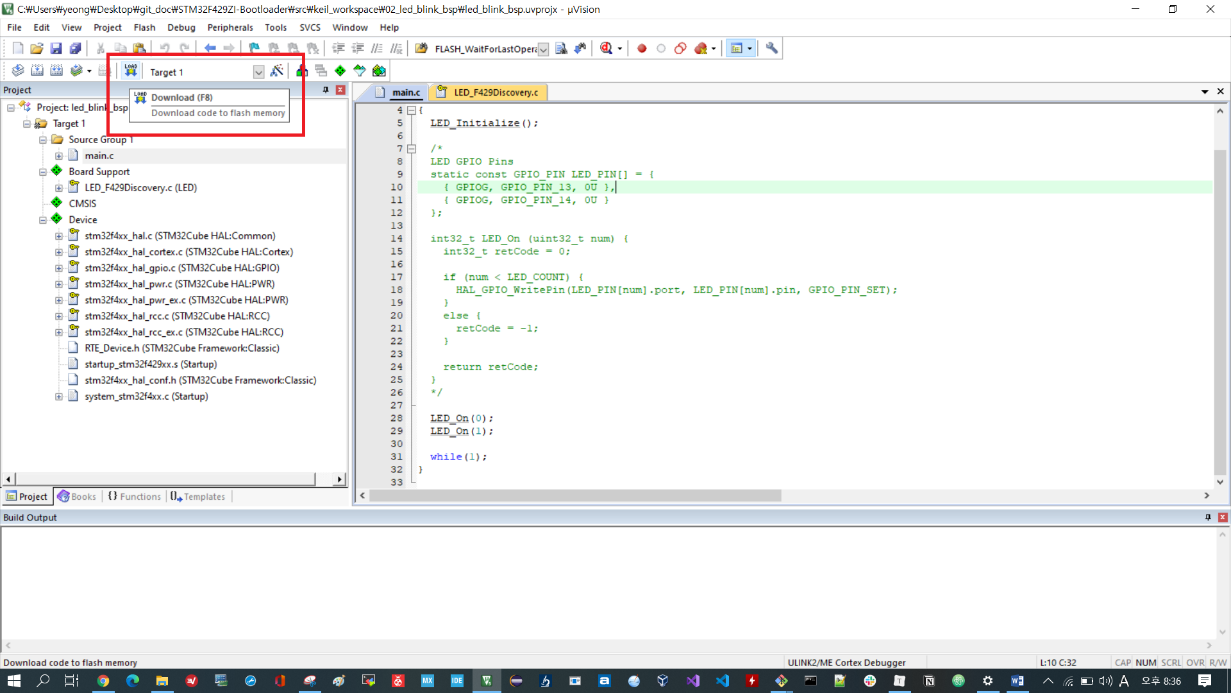 C:\Users\yeong\Desktop\git_doc\STM32F429ZI-Bootloader\src\keil_workspace\02_led_blink_bsp\led_blink_bsp.uvprojx - µVision
File Edit View Project Flash Debug Peripherals Tools SVCS Window Help
FLASH_WaitForLastOpera
LOAD Target 1
Project
main.c LED_F429Discovery.c
LOAD Download (F8)
Download code to flash memory
Project: led_blink_bsp
Target 1
Source Group 1
main.c
Board Support
LED_F429Discovery.c (LED)
CMSIS
Device
stm32f4xx_hal.c (STM32Cube HAL:Common)
stm32f4xx_hal_cortex.c (STM32Cube HAL:Cortex)
stm32f4xx_hal_gpio.c (STM32Cube HAL:GPIO)
stm32f4xx_hal_pwr.c (STM32Cube HAL:PWR)
stm32f4xx_hal_pwr_ex.c (STM32Cube HAL:PWR)
stm32f4xx_hal_rcc.c (STM32Cube HAL:RCC)
stm32f4xx_hal_rcc_ex.c (STM32Cube HAL:RCC)
RTE_Device.h (STM32Cube Framework:Classic)
startup_stm32f429xx.s (Startup)
stm32f4xx_hal_conf.h (STM32Cube Framework:Classic)
system_stm32f4xx.c (Startup)
Project Books {} Functions Templates
4 {
5 LED_Initialize();
6
7 /*
8 LED GPIO Pins
9 static const GPIO_PIN LED_PIN[] = {
10 { GPIOG, GPIO_PIN_13, 0U },
11 { GPIOG, GPIO_PIN_14, 0U }
12 };
13
14 int32_t LED_On (uint32_t num) {
15 int32_t retCode = 0;
16
17 if (num < LED_COUNT) {
18 HAL_GPIO_WritePin(LED_PIN[num].port, LED_PIN[num].pin, GPIO_PIN_SET);
19 }
20 else {
21 retCode = -1;
22 }
23
24 return retCode;
25 }
26 */
27
28 LED_On(0);
29 LED_On(1);
30
31 while(1);
32 }
33
Build Output
Download code to flash memory ULINK2/ME Cortex Debugger L:10 C:32 CAP NUM SCRL OVR R/W
MX IDE A 오후 8:36